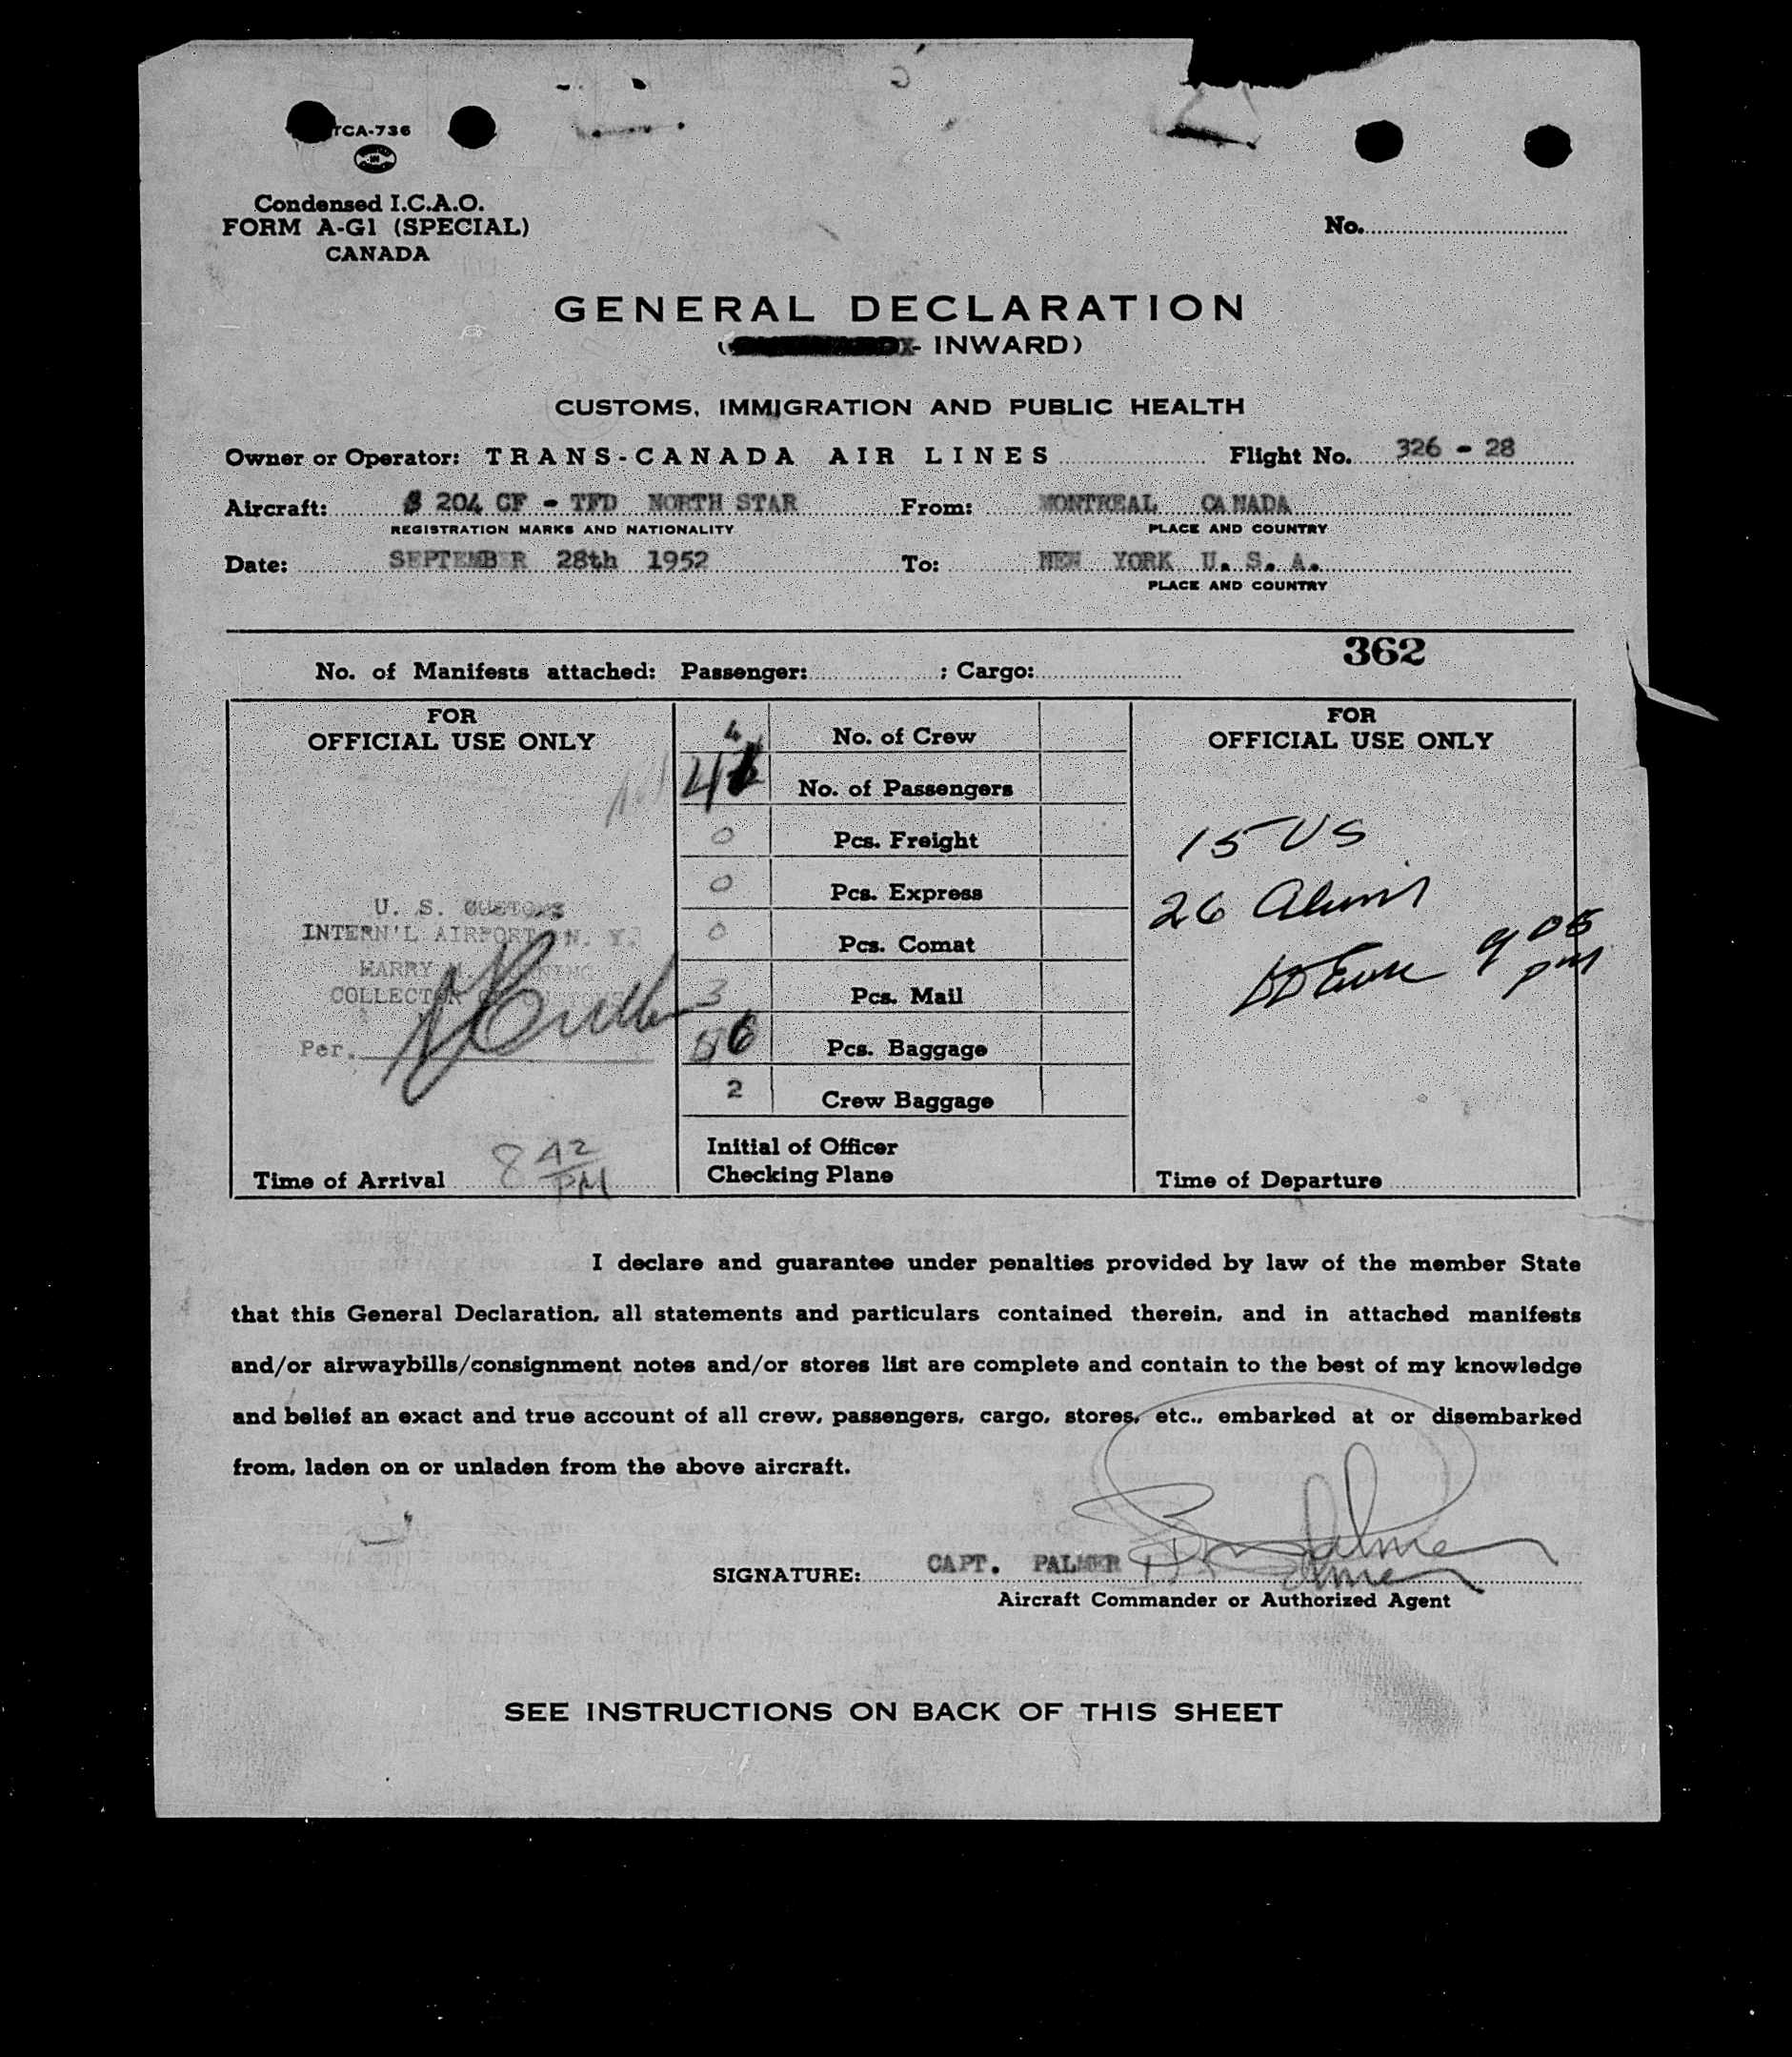 TCA-736
Condensed I.C.A.O.
FORM A-G1 (SPECIAL)
CANADA
No.
GENERAL DECLARATION
( - INWARD)
CUSTOMS, IMMIGRATION AND PUBLIC HEALTH
Owner or Operator: TRANS-CANADA AIR LINES Flight No. 326 - 28
Aircraft: 204 CF - TFD NORTH STAR From: MONTREAL CANADA
REGISTRATION MARKS AND NATIONALITY PLACE AND COUNTRY
Date: SEPTEMBER 28th 1952 To: NEW YORK U. S. A.
PLACE AND COUNTRY
362
No. of Manifests attached: Passenger: ; Cargo:
FOR
OFFICIAL USE ONLY
U. S. CUSTOMS
INTERN'L AIRPORT N. Y.
HARRY M.
COLLECTOR OF CUSTOMS
Per.
Time of Arrival 8 42 PM
4 No. of Crew
No. of Passengers
0 Pcs. Freight
0 Pcs. Express
0 Pcs. Comat
3 Pcs. Mail
Pcs. Baggage
2 Crew Baggage
Initial of Officer
Checking Plane
FOR
OFFICIAL USE ONLY
15 US
26 Aliens
9 05
PM
Time of Departure
I declare and guarantee under penalties provided by law of the member State
that this General Declaration, all statements and particulars contained therein, and in attached manifests
and/or airwaybills/consignment notes and/or stores list are complete and contain to the best of my knowledge
and belief an exact and true account of all crew, passengers, cargo, stores, etc., embarked at or disembarked
from, laden on or unladen from the above aircraft.
SIGNATURE: CAPT. PALMER
Aircraft Commander or Authorized Agent
SEE INSTRUCTIONS ON BACK OF THIS SHEET